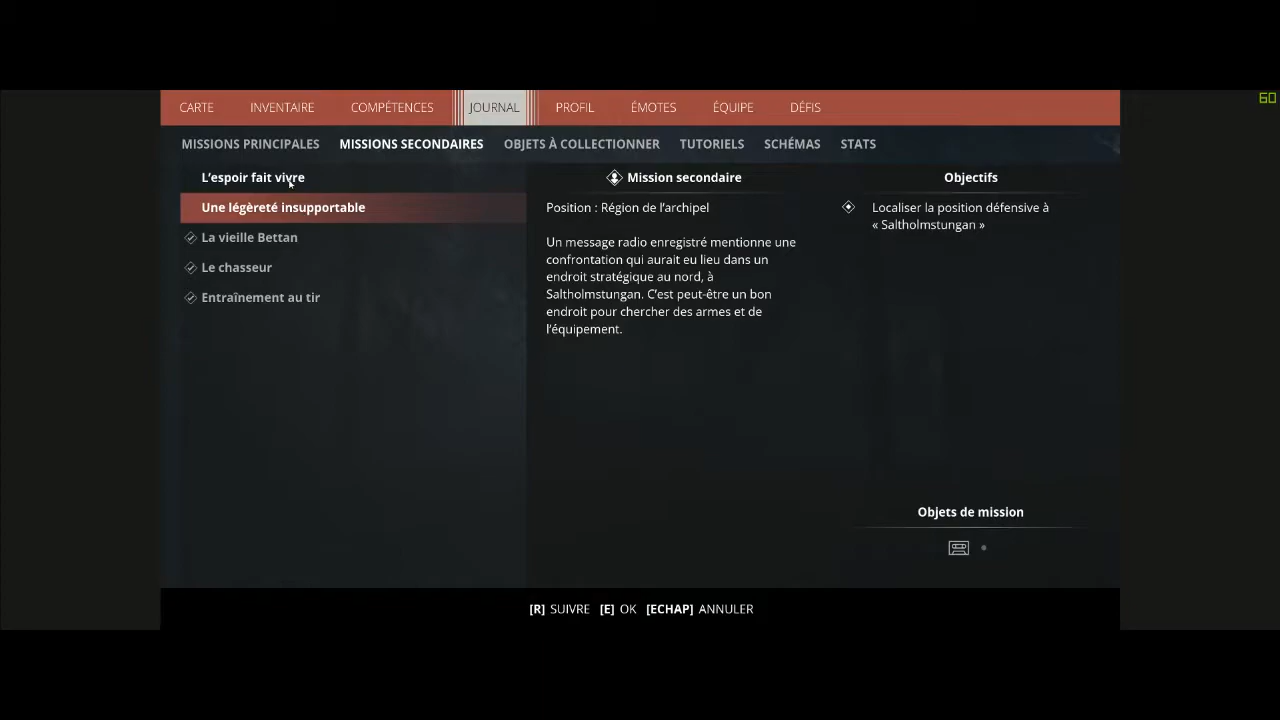 CARTE INVENTAIRE COMPÉTENCES JOURNAL PROFIL ÉMOTES ÉQUIPE DÉFIS
60
MISSIONS PRINCIPALES MISSIONS SECONDAIRES OBJETS À COLLECTIONNER TUTORIELS SCHÉMAS STATS
L'espoir fait vivre
Une légèreté insupportable
La vieille Bettan
Le chasseur
Entraînement au tir
Mission secondaire
Position : Région de l'archipel
Un message radio enregistré mentionne une
confrontation qui aurait eu lieu dans un
endroit stratégique au nord, à
Saltholmstungan. C'est peut-être un bon
endroit pour chercher des armes et de
l'équipement.
Objectifs
Localiser la position défensive à
« Saltholmstungan »
Objets de mission
[R] SUIVRE [E] OK [ECHAP] ANNULER